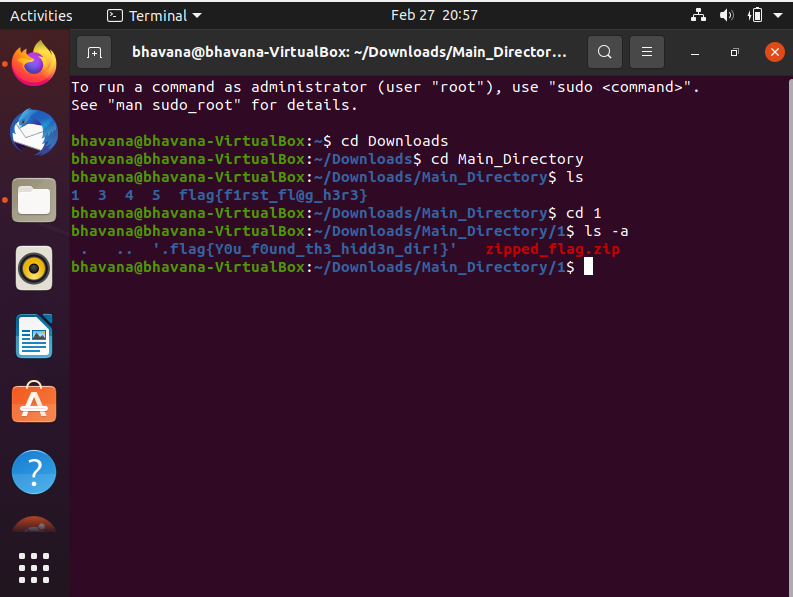 Activities Terminal Feb 27 20:57
bhavana@bhavana-VirtualBox: ~/Downloads/Main_Director...
To run a command as administrator (user "root"), use "sudo <command>".
See "man sudo_root" for details.
bhavana@bhavana-VirtualBox:~$ cd Downloads
bhavana@bhavana-VirtualBox:~/Downloads$ cd Main_Directory
bhavana@bhavana-VirtualBox:~/Downloads/Main_Directory$ ls
1 3 4 5 flag{f1rst_fl@g_h3r3}
bhavana@bhavana-VirtualBox:~/Downloads/Main_Directory$ cd 1
bhavana@bhavana-VirtualBox:~/Downloads/Main_Directory/1$ ls -a
. .. '.flag{Y0u_f0und_th3_hidd3n_dir!}' zipped_flag.zip
bhavana@bhavana-VirtualBox:~/Downloads/Main_Directory/1$